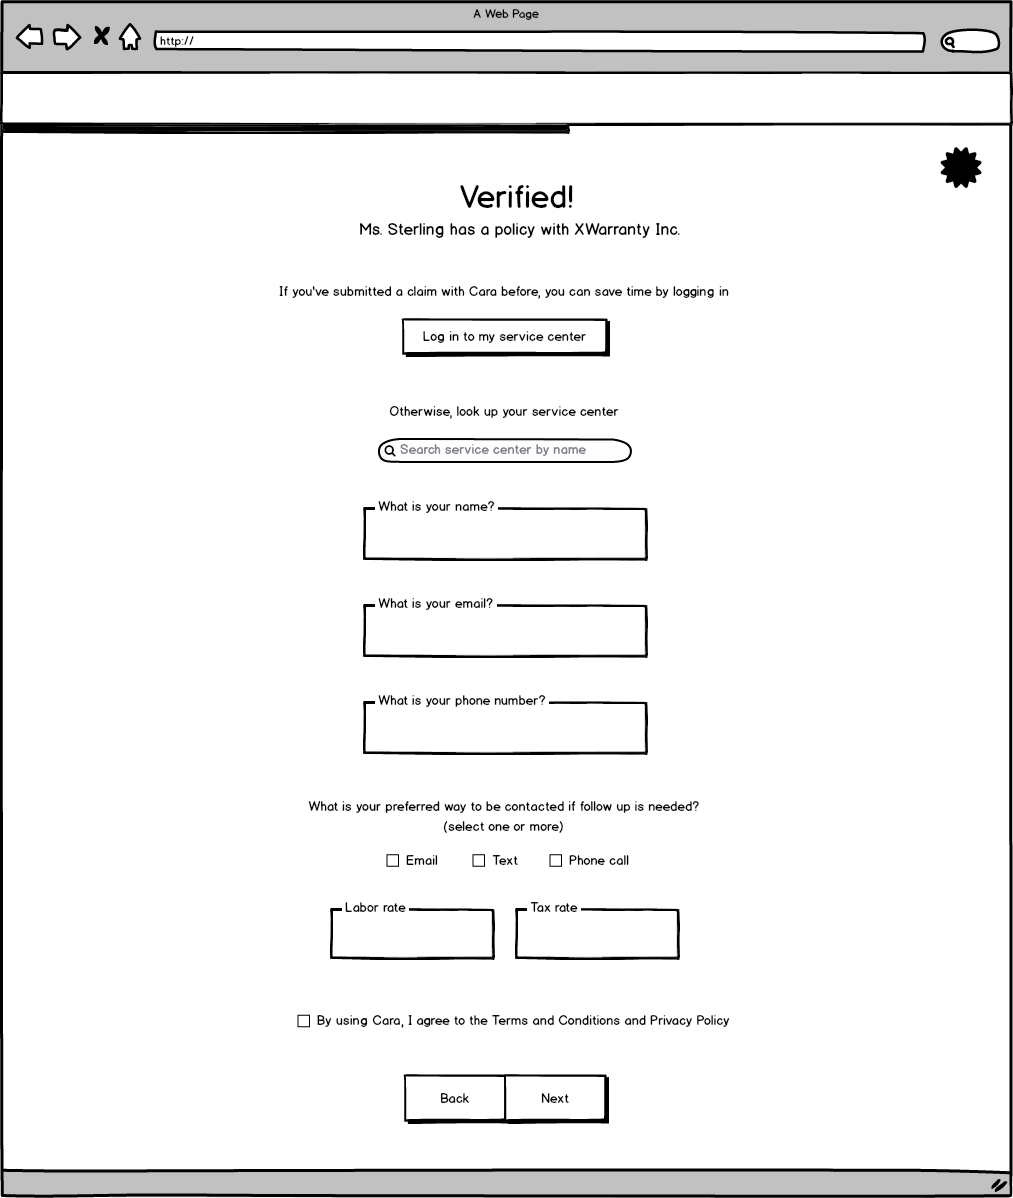 A Web Page
http://
Verified!
Ms. Sterling has a policy with XWarranty Inc.
If you've submitted a claim with Cara before, you can save time by logging in
Log in to my service center
Otherwise, look up your service center
Search service center by name
What is your name?
What is your email?
What is your phone number?
What is your preferred way to be contacted if follow up is needed?
(select one or more)
Email Text Phone call
Labor rate Tax rate
By using Cara, I agree to the Terms and Conditions and Privacy Policy
Back Next